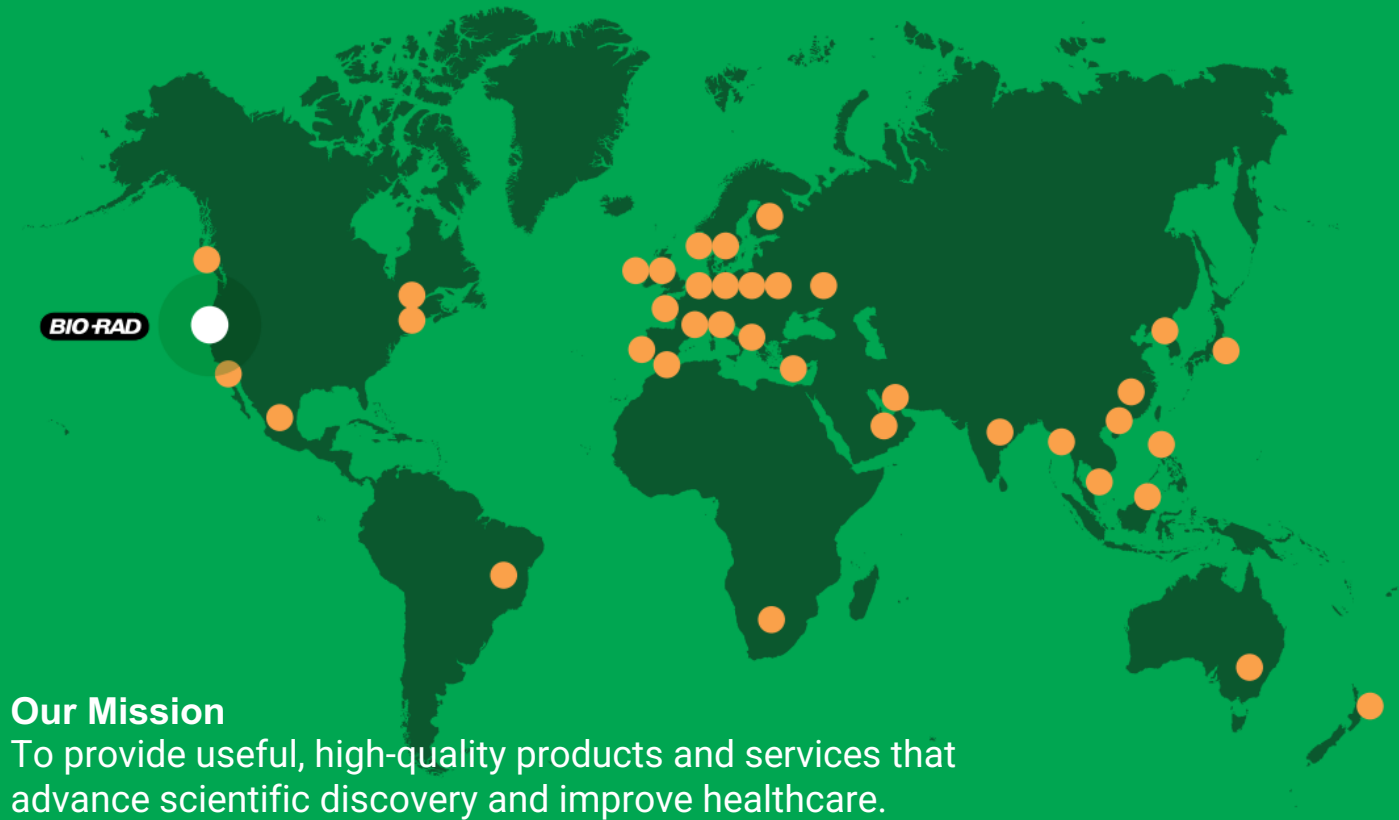 BIO-RAD
Our Mission
To provide useful, high-quality products and services that
advance scientific discovery and improve healthcare.